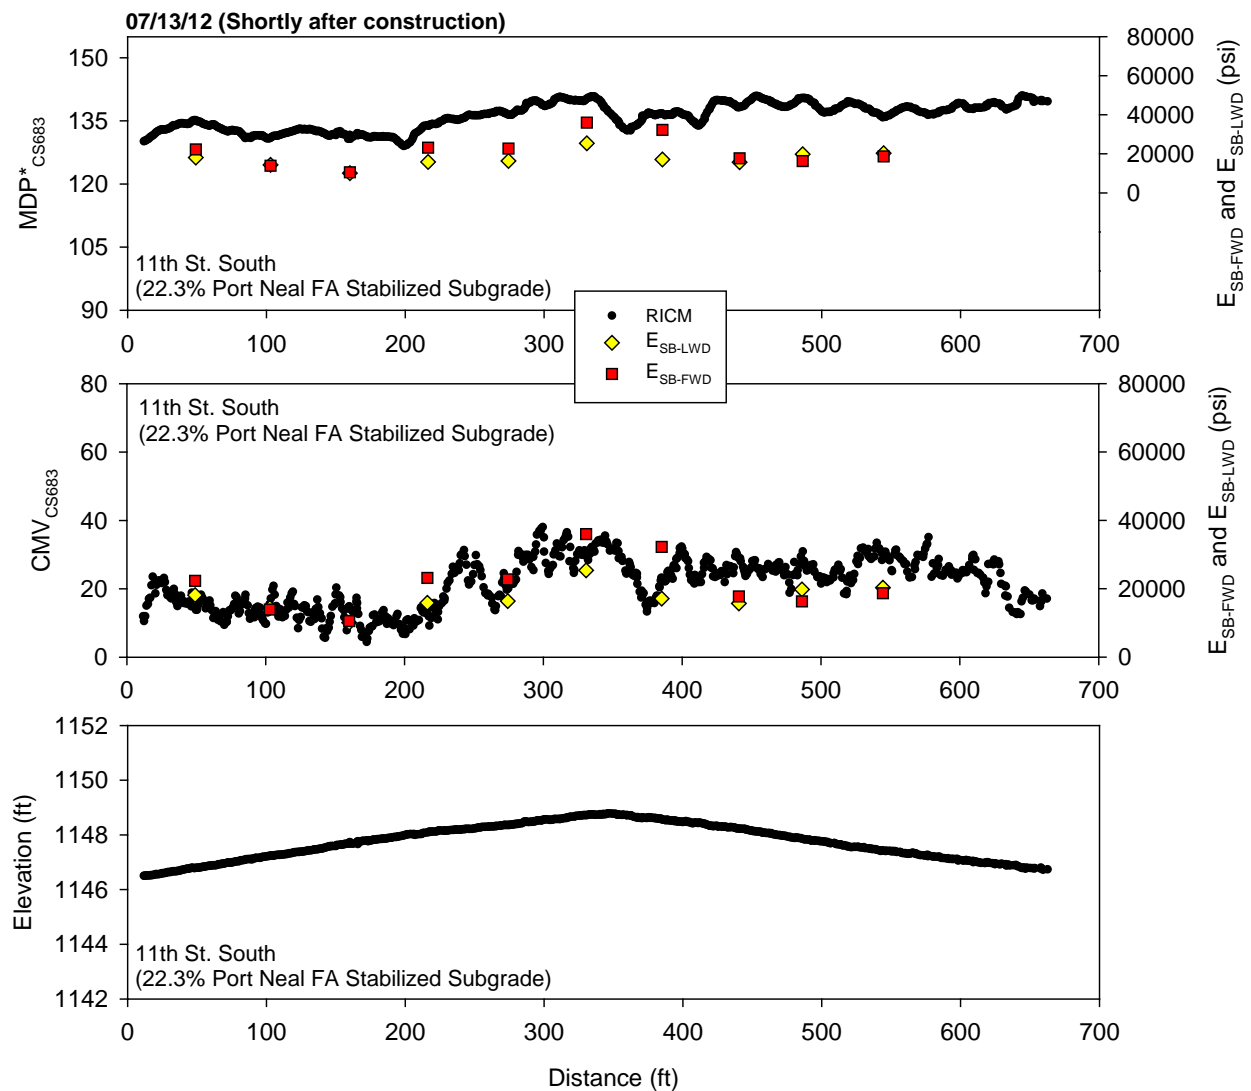 07/13/12 (Shortly after construction)
150
135
120
105
90
MDP*CS683
80000
60000
40000
20000
0
ESB-FWD and ESB-LWD (psi)
11th St. South
(22.3% Port Neal FA Stabilized Subgrade)
0 100 200 300 400 500 600 700
RICM
ESB-LWD
ESB-FWD
80
60
40
20
0
CMVCS683
80000
60000
40000
20000
0
ESB-FWD and ESB-LWD (psi)
11th St. South
(22.3% Port Neal FA Stabilized Subgrade)
0 100 200 300 400 500 600 700
1152
1150
1148
1146
1144
1142
Elevation (ft)
11th St. South
(22.3% Port Neal FA Stabilized Subgrade)
0 100 200 300 400 500 600 700
Distance (ft)